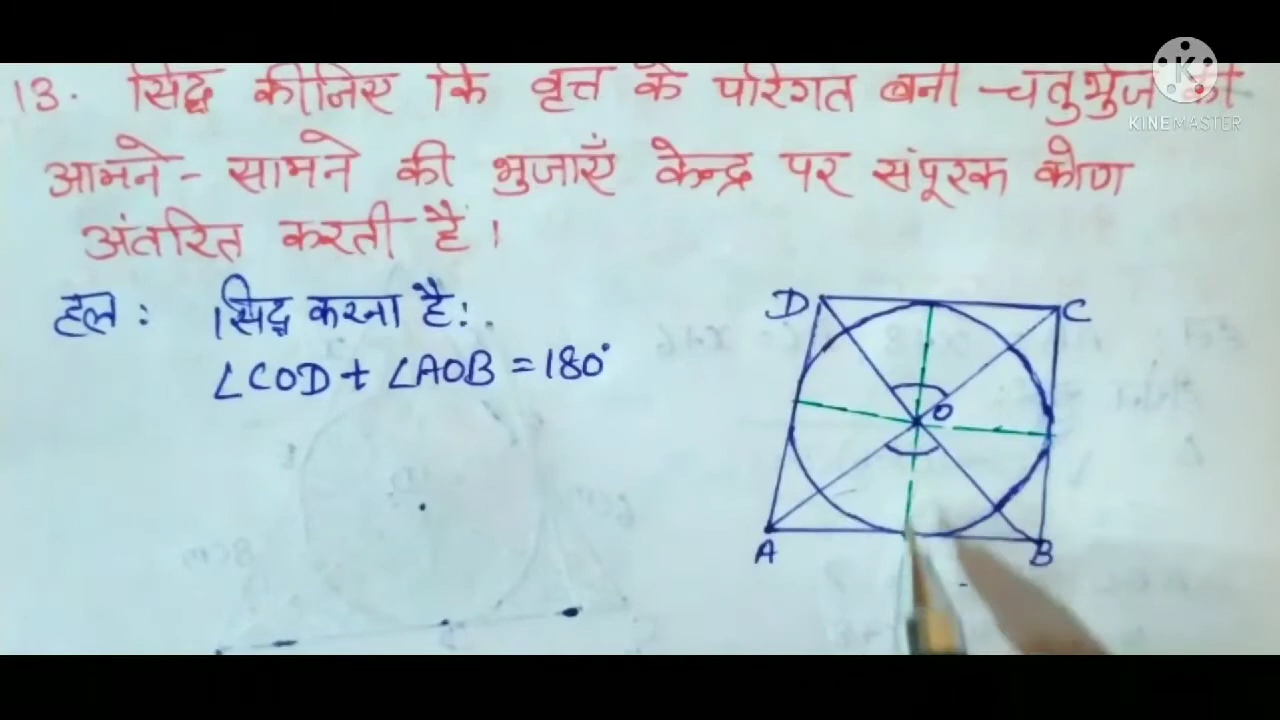 13. सिद्ध कीजिए कि वृत्त के परिगत बनी चतुर्भुज की
आमने - सामने की भुजाएँ केन्द्र पर संपूरक कोण
अंतरित करती है।
हल : सिद्ध करना है:
∠COD + ∠AOB = 180°
D
C
O
A
B
K
KINEMASTER